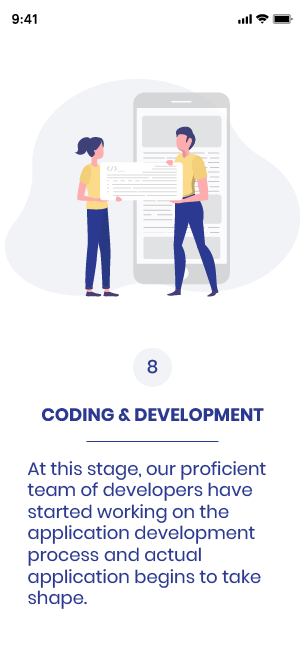 9:41
</>_
8
CODING & DEVELOPMENT
At this stage, our proficient
team of developers have
started working on the
application development
process and actual
application begins to take
shape.